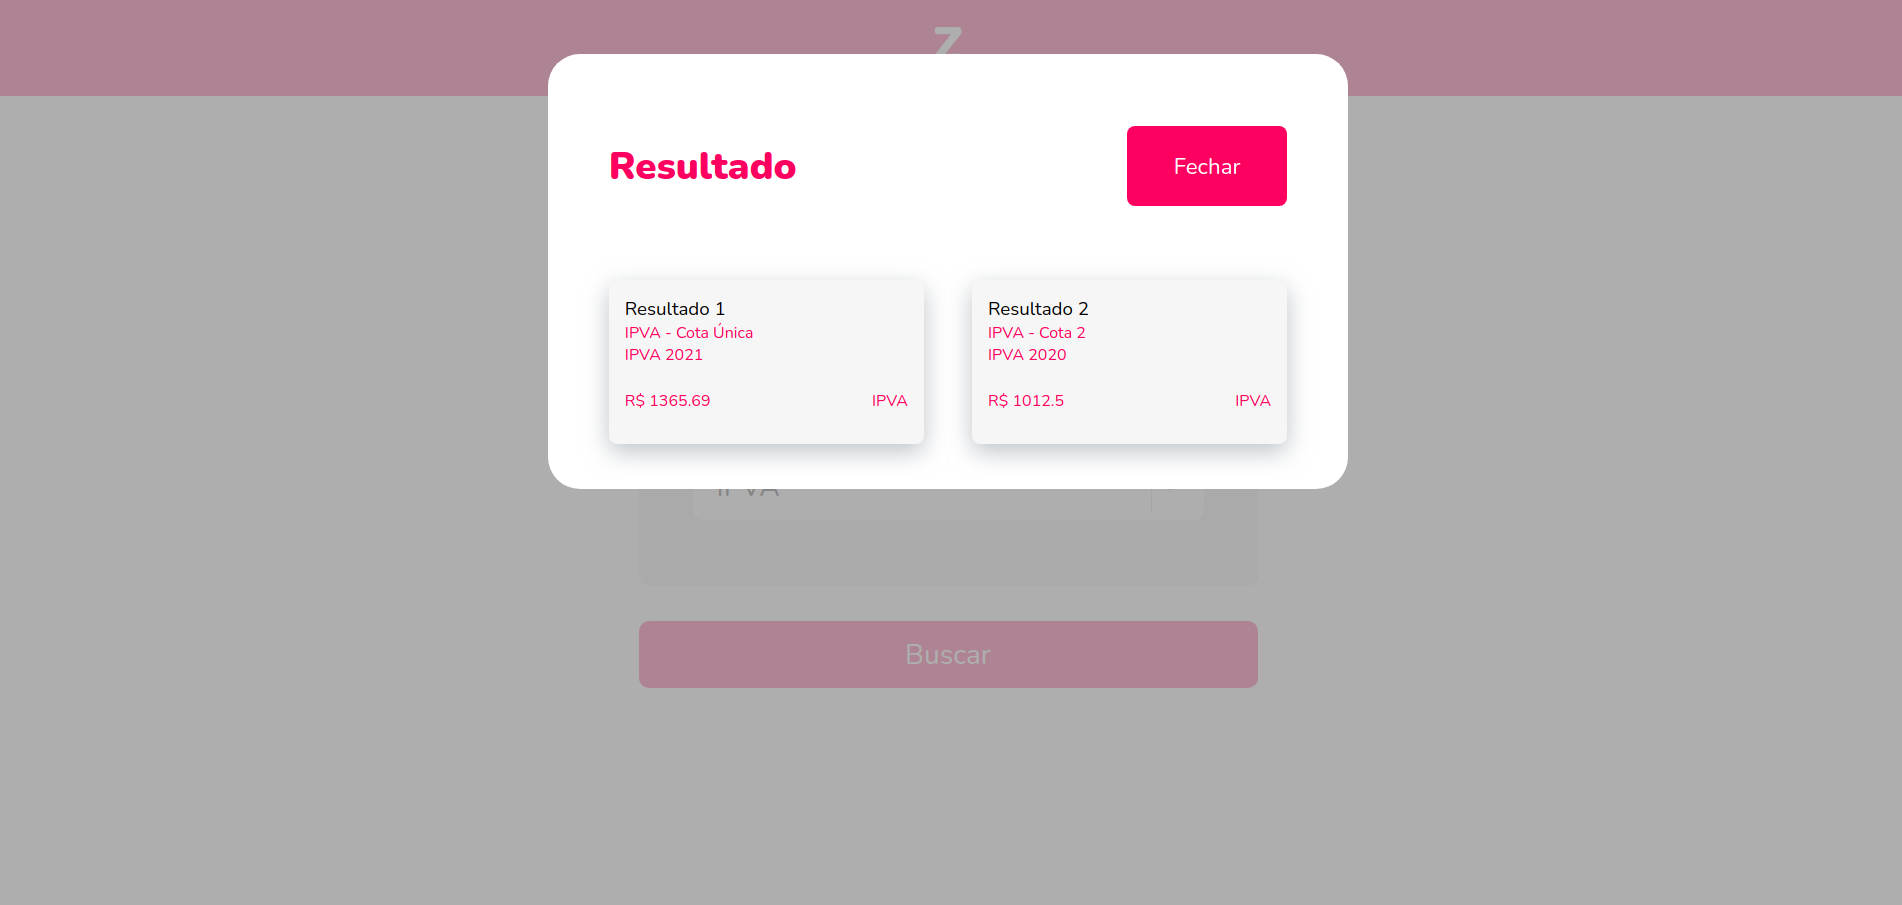 Z
Resultado
Fechar
Resultado 1
IPVA - Cota Única
IPVA 2021
R$ 1365.69 IPVA
Resultado 2
IPVA - Cota 2
IPVA 2020
R$ 1012.5 IPVA
IPVA
Buscar